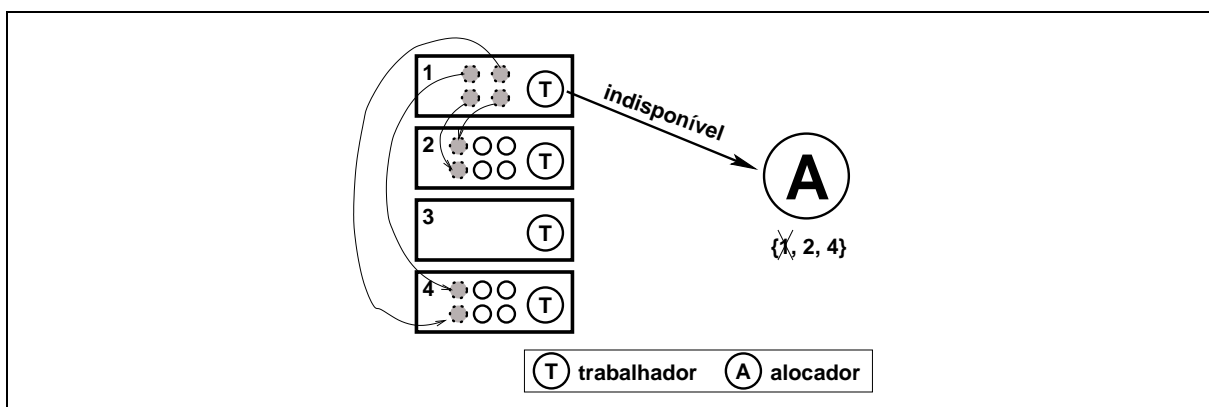 1 T
indisponível
2 T
A
3 T
{1, 2, 4}
4 T
T trabalhador A alocador